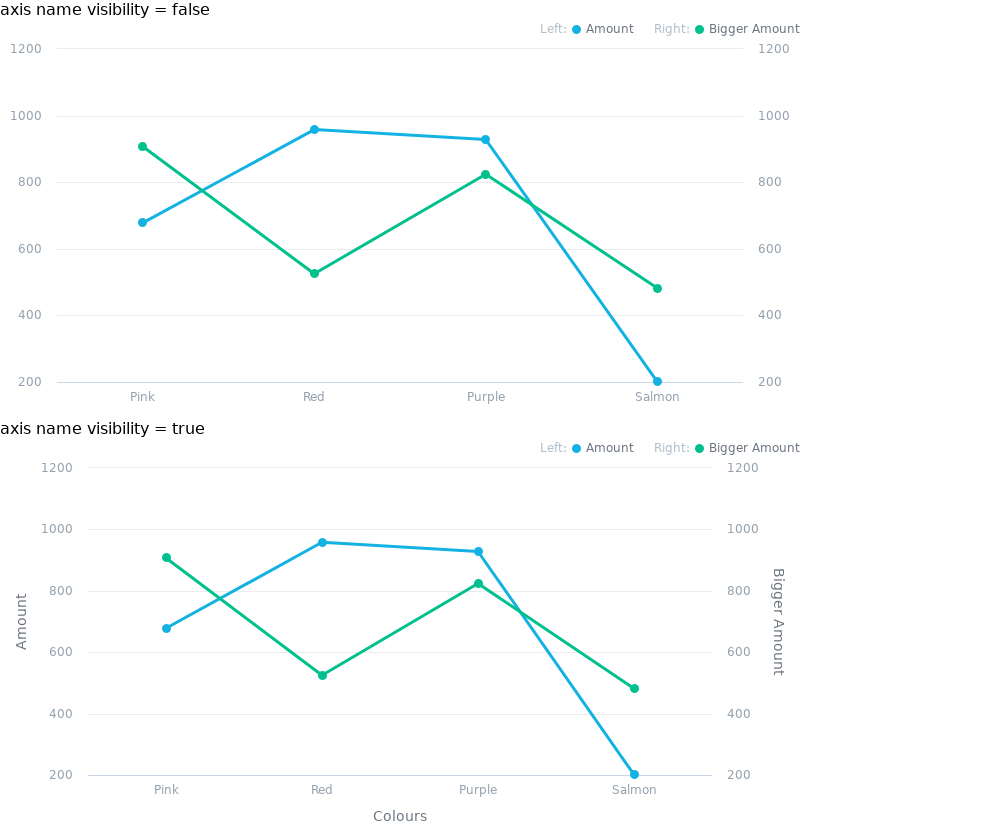 axis name visibility = false
Left: Amount Right: Bigger Amount
1200 1200
1000 1000
800 800
600 600
400 400
200 200
Pink Red Purple Salmon
axis name visibility = true
Left: Amount Right: Bigger Amount
1200 1200
1000 1000
800 800
600 600
400 400
200 200
Amount
Bigger Amount
Pink Red Purple Salmon
Colours